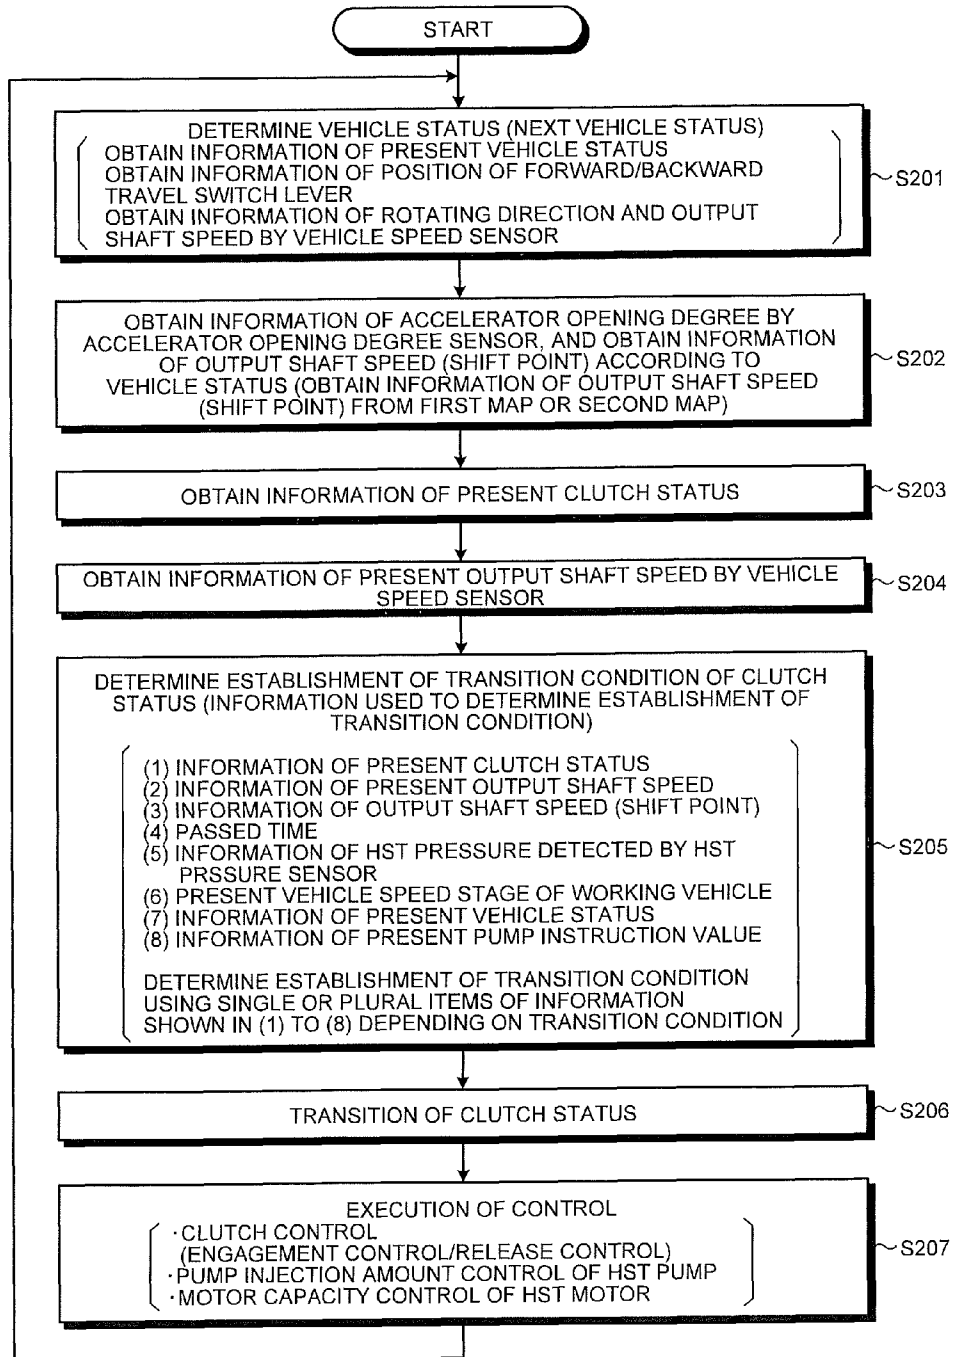 START
DETERMINE VEHICLE STATUS (NEXT VEHICLE STATUS)
OBTAIN INFORMATION OF PRESENT VEHICLE STATUS
OBTAIN INFORMATION OF POSITION OF FORWARD/BACKWARD
TRAVEL SWITCH LEVER
OBTAIN INFORMATION OF ROTATING DIRECTION AND OUTPUT
SHAFT SPEED BY VEHICLE SPEED SENSOR
S201
OBTAIN INFORMATION OF ACCELERATOR OPENING DEGREE BY
ACCELERATOR OPENING DEGREE SENSOR, AND OBTAIN INFORMATION
OF OUTPUT SHAFT SPEED (SHIFT POINT) ACCORDING TO
VEHICLE STATUS (OBTAIN INFORMATION OF OUTPUT SHAFT SPEED
(SHIFT POINT) FROM FIRST MAP OR SECOND MAP)
S202
OBTAIN INFORMATION OF PRESENT CLUTCH STATUS
S203
OBTAIN INFORMATION OF PRESENT OUTPUT SHAFT SPEED BY VEHICLE
SPEED SENSOR
S204
DETERMINE ESTABLISHMENT OF TRANSITION CONDITION OF CLUTCH
STATUS (INFORMATION USED TO DETERMINE ESTABLISHMENT OF
TRANSITION CONDITION)
(1) INFORMATION OF PRESENT CLUTCH STATUS
(2) INFORMATION OF PRESENT OUTPUT SHAFT SPEED
(3) INFORMATION OF OUTPUT SHAFT SPEED (SHIFT POINT)
(4) PASSED TIME
(5) INFORMATION OF HST PRESSURE DETECTED BY HST
PRSSURE SENSOR
(6) PRESENT VEHICLE SPEED STAGE OF WORKING VEHICLE
(7) INFORMATION OF PRESENT VEHICLE STATUS
(8) INFORMATION OF PRESENT PUMP INSTRUCTION VALUE
DETERMINE ESTABLISHMENT OF TRANSITION CONDITION
USING SINGLE OR PLURAL ITEMS OF INFORMATION
SHOWN IN (1) TO (8) DEPENDING ON TRANSITION CONDITION
S205
TRANSITION OF CLUTCH STATUS
S206
EXECUTION OF CONTROL
·CLUTCH CONTROL
(ENGAGEMENT CONTROL/RELEASE CONTROL)
·PUMP INJECTION AMOUNT CONTROL OF HST PUMP
·MOTOR CAPACITY CONTROL OF HST MOTOR
S207